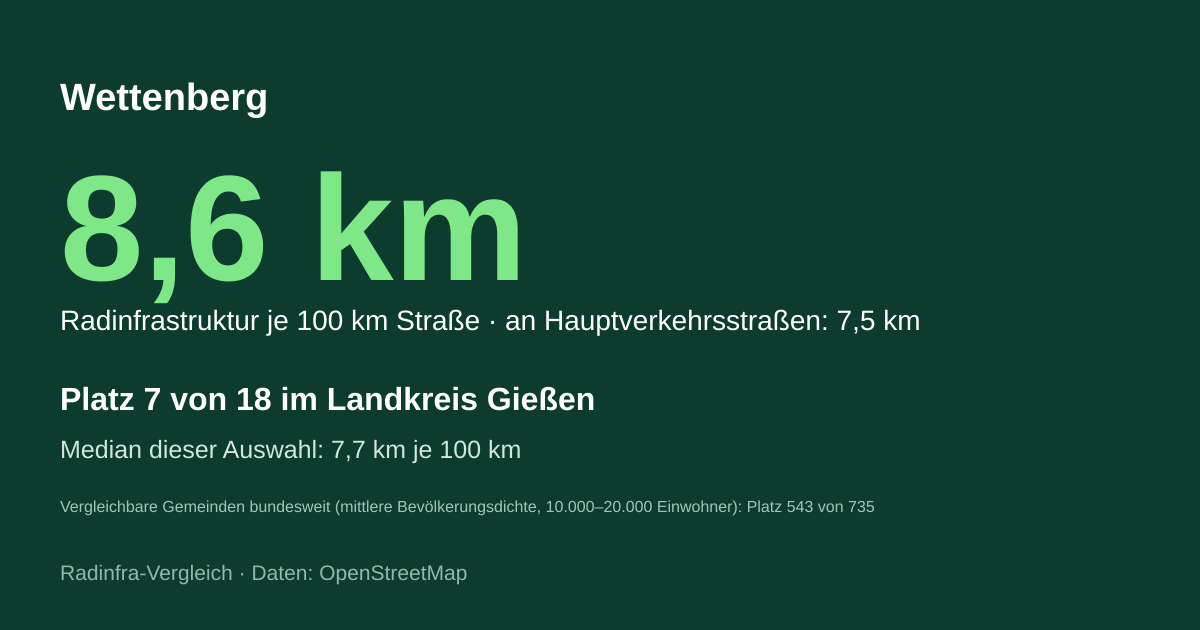 Wettenberg
8,6 km
Radinfrastruktur je 100 km Straße · an Hauptverkehrsstraßen: 7,5 km
Platz 7 von 18 im Landkreis Gießen
Median dieser Auswahl: 7,7 km je 100 km
Vergleichbare Gemeinden bundesweit (mittlere Bevölkerungsdichte, 10.000–20.000 Einwohner): Platz 543 von 735
Radinfra-Vergleich · Daten: OpenStreetMap